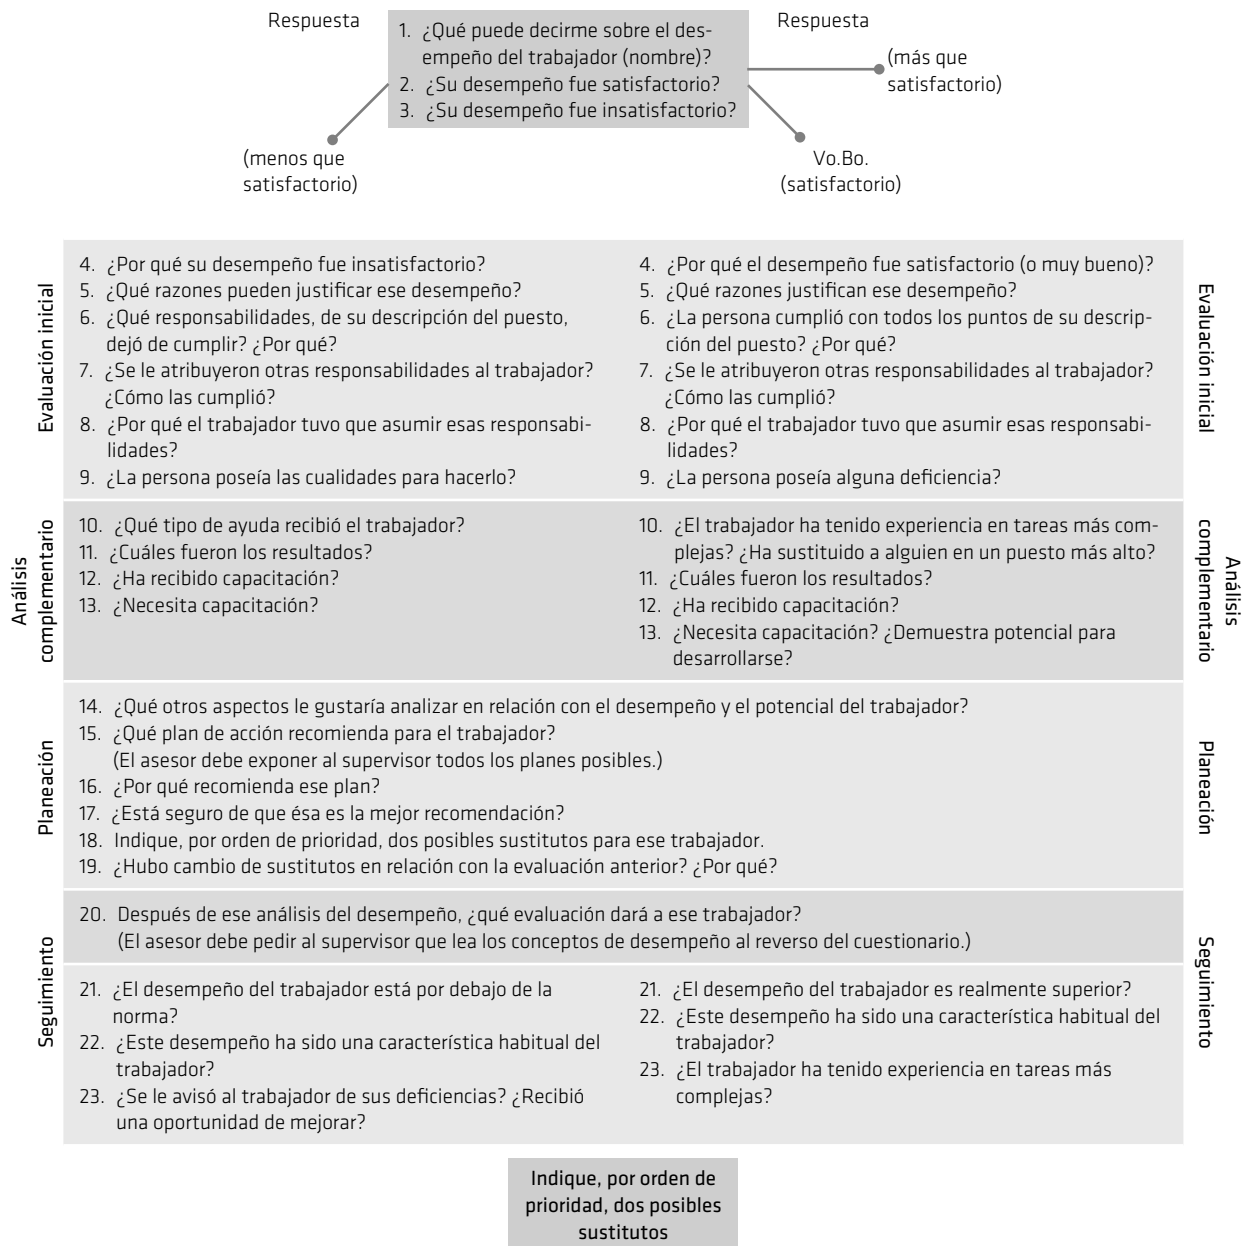 Respuesta
1. ¿Qué puede decirme sobre el des-
empeño del trabajador (nombre)?
2. ¿Su desempeño fue satisfactorio?
3. ¿Su desempeño fue insatisfactorio?
Respuesta
(más que
satisfactorio)
(menos que
satisfactorio)
Vo.Bo.
(satisfactorio)
Evaluación inicial
4. ¿Por qué su desempeño fue insatisfactorio?
5. ¿Qué razones pueden justificar ese desempeño?
6. ¿Qué responsabilidades, de su descripción del puesto,
dejó de cumplir? ¿Por qué?
7. ¿Se le atribuyeron otras responsabilidades al trabajador?
¿Cómo las cumplió?
8. ¿Por qué el trabajador tuvo que asumir esas responsabi-
lidades?
9. ¿La persona poseía las cualidades para hacerlo?
4. ¿Por qué el desempeño fue satisfactorio (o muy bueno)?
5. ¿Qué razones justifican ese desempeño?
6. ¿La persona cumplió con todos los puntos de su descrip-
ción del puesto? ¿Por qué?
7. ¿Se le atribuyeron otras responsabilidades al trabajador?
¿Cómo las cumplió?
8. ¿Por qué el trabajador tuvo que asumir esas responsabi-
lidades?
9. ¿La persona poseía alguna deficiencia?
Evaluación inicial
Análisis
complementario
10. ¿Qué tipo de ayuda recibió el trabajador?
11. ¿Cuáles fueron los resultados?
12. ¿Ha recibido capacitación?
13. ¿Necesita capacitación?
10. ¿El trabajador ha tenido experiencia en tareas más com-
plejas? ¿Ha sustituido a alguien en un puesto más alto?
11. ¿Cuáles fueron los resultados?
12. ¿Ha recibido capacitación?
13. ¿Necesita capacitación? ¿Demuestra potencial para
desarrollarse?
Análisis
complementario
Planeación
14. ¿Qué otros aspectos le gustaría analizar en relación con el desempeño y el potencial del trabajador?
15. ¿Qué plan de acción recomienda para el trabajador?
(El asesor debe exponer al supervisor todos los planes posibles.)
16. ¿Por qué recomienda ese plan?
17. ¿Está seguro de que ésa es la mejor recomendación?
18. Indique, por orden de prioridad, dos posibles sustitutos para ese trabajador.
19. ¿Hubo cambio de sustitutos en relación con la evaluación anterior? ¿Por qué?
Planeación
Seguimiento
20. Después de ese análisis del desempeño, ¿qué evaluación dará a ese trabajador?
(El asesor debe pedir al supervisor que lea los conceptos de desempeño al reverso del cuestionario.)
21. ¿El desempeño del trabajador está por debajo de la
norma?
22. ¿Este desempeño ha sido una característica habitual del
trabajador?
23. ¿Se le avisó al trabajador de sus deficiencias? ¿Recibió
una oportunidad de mejorar?
21. ¿El desempeño del trabajador es realmente superior?
22. ¿Este desempeño ha sido una característica habitual del
trabajador?
23. ¿El trabajador ha tenido experiencia en tareas más
complejas?
Seguimiento
Indique, por orden de
prioridad, dos posibles
sustitutos